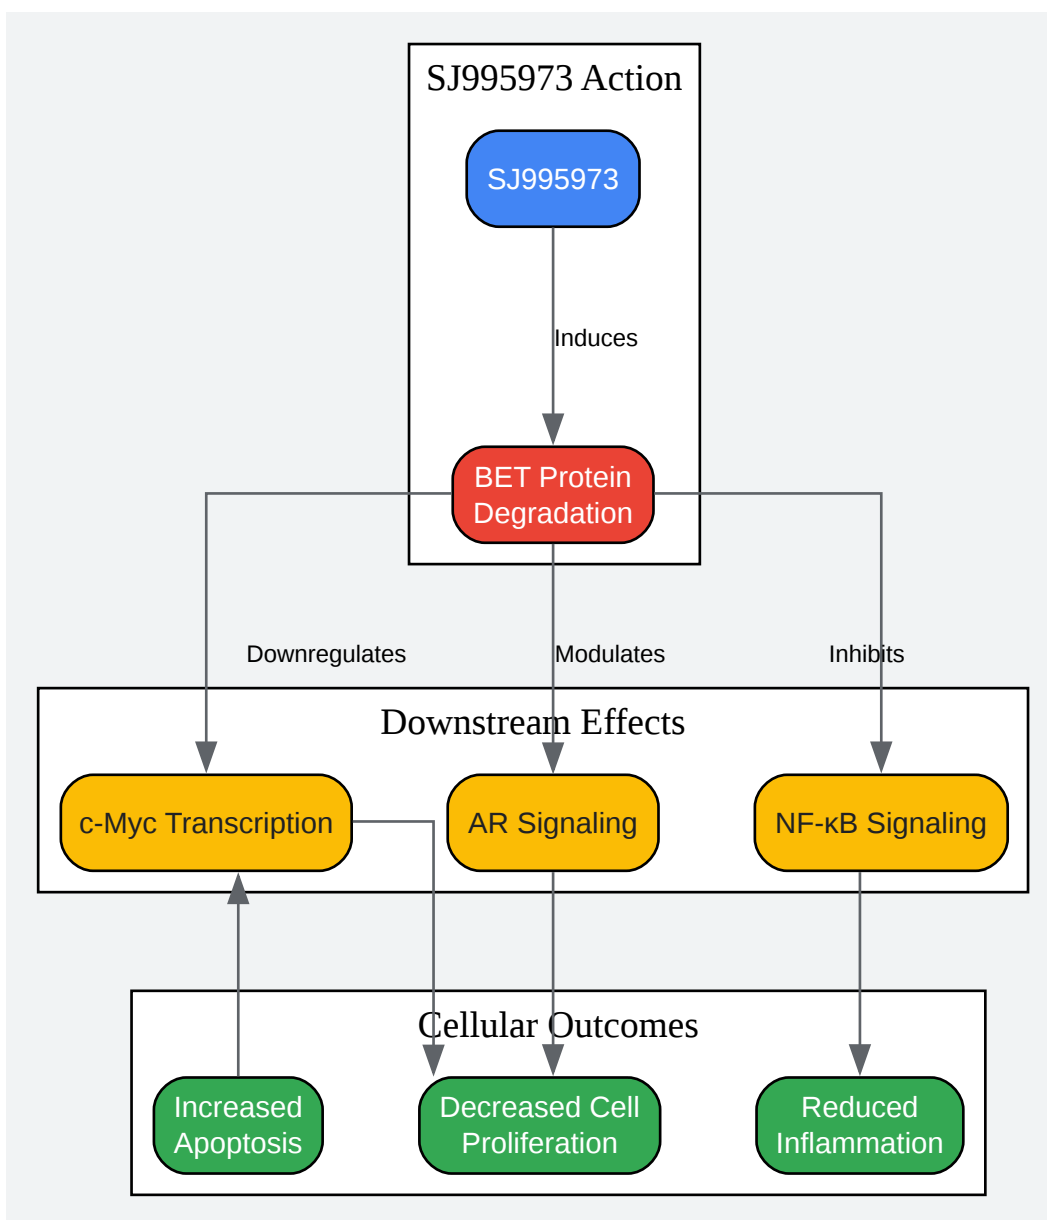 SJ995973 Action
SJ995973
Induces
BET Protein
Degradation
Downregulates
Modulates
Inhibits
Downstream Effects
c-Myc Transcription
AR Signaling
NF-κB Signaling
Cellular Outcomes
Increased
Apoptosis
Decreased Cell
Proliferation
Reduced
Inflammation